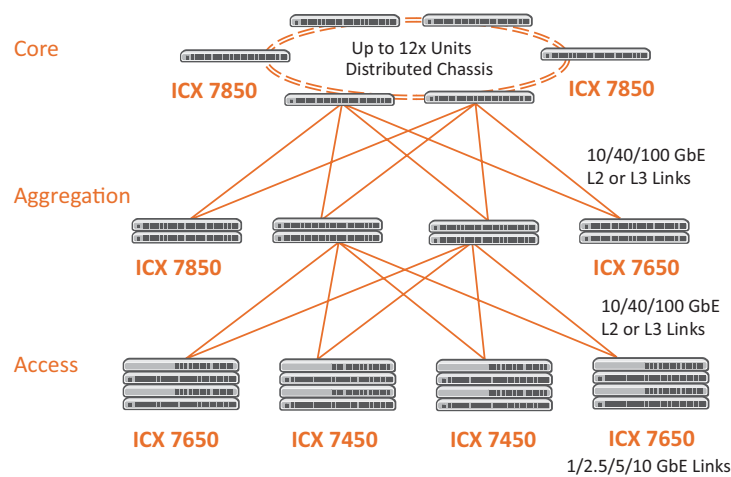 Core
Up to 12x Units
Distributed Chassis
ICX 7850
ICX 7850
10/40/100 GbE
L2 or L3 Links
Aggregation
ICX 7850
ICX 7650
10/40/100 GbE
L2 or L3 Links
Access
ICX 7650
ICX 7450
ICX 7450
ICX 7650
1/2.5/5/10 GbE Links